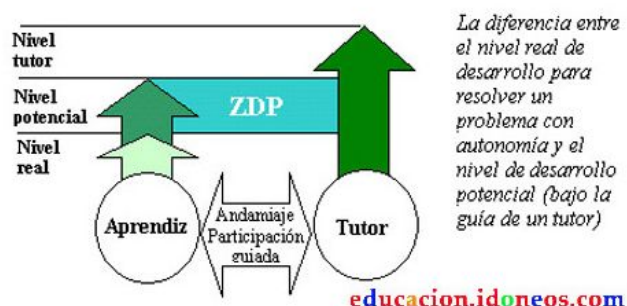 Nivel
tutor
Nivel
potencial
Nivel
real
ZDP
Aprendiz
Andamiaje
Participación
guiada
Tutor
La diferencia entre
el nivel real de
desarrollo para
resolver un
problema con
autonomía y el
nivel de desarrollo
potencial (bajo la
guía de un tutor)
educacion.idoneos.com